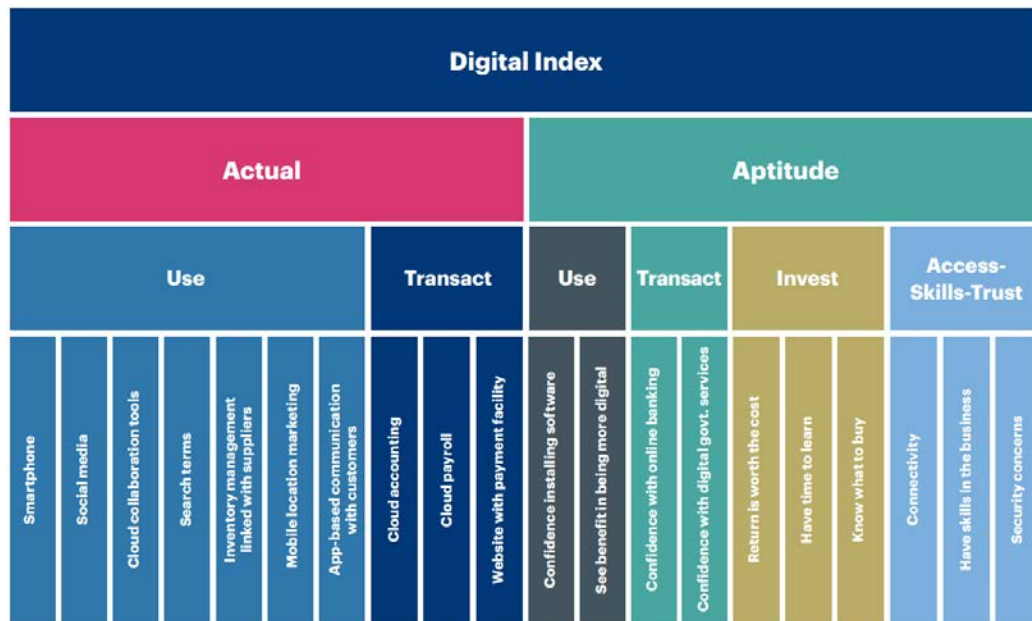 Digital Index
Actual
Aptitude
Use
Transact
Use
Transact
Invest
Access-
Skills-Trust
Smartphone
Social media
Cloud collaboration tools
Search terms
Inventory management
linked with suppliers
Mobile location marketing
App-based communication
with customers
Cloud accounting
Cloud payroll
Website with payment facility
Confidence installing software
See benefit in being more digital
Confidence with online banking
Confidence with digital govt. services
Return is worth the cost
Have time to learn
Know what to buy
Connectivity
Have skills in the business
Security concerns